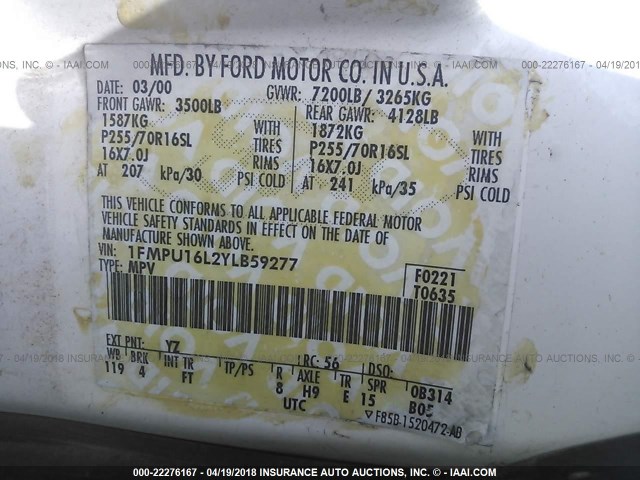 000-22276167 - 04/19/2018 INSURANCE AUTO AUCTIONS, INC. - IAAI.COM
MFD. BY FORD MOTOR CO. IN U.S.A.
DATE: 03/00 GVWR: 7200LB/ 3265KG
FRONT GAWR: 3500LB REAR GAWR: 4128LB
1587KG WITH 1872KG WITH
P255/70R16SL TIRES P255/70R16SL TIRES
16X7.0J RIMS 16X7.0J RIMS
AT 207 kPa/30 PSI COLD AT 241 kPa/35 PSI COLD
THIS VEHICLE CONFORMS TO ALL APPLICABLE FEDERAL MOTOR
VEHICLE SAFETY STANDARDS IN EFFECT ON THE DATE OF
MANUFACTURE SHOWN ABOVE.
VIN: 1FMPU16L2YLB59277
TYPE: MPV
F0221
T0635
EXT PNT: YZ RC: 56 DSO:
WB BRK INT TR TP/PS R AXLE TR SPR 0B314
119 4 FT 8 H9 E 15 B05
UTC F85B-1520472-AB
000-22276167 - 04/19/2018 INSURANCE AUTO AUCTIONS, INC. - IAAI.COM